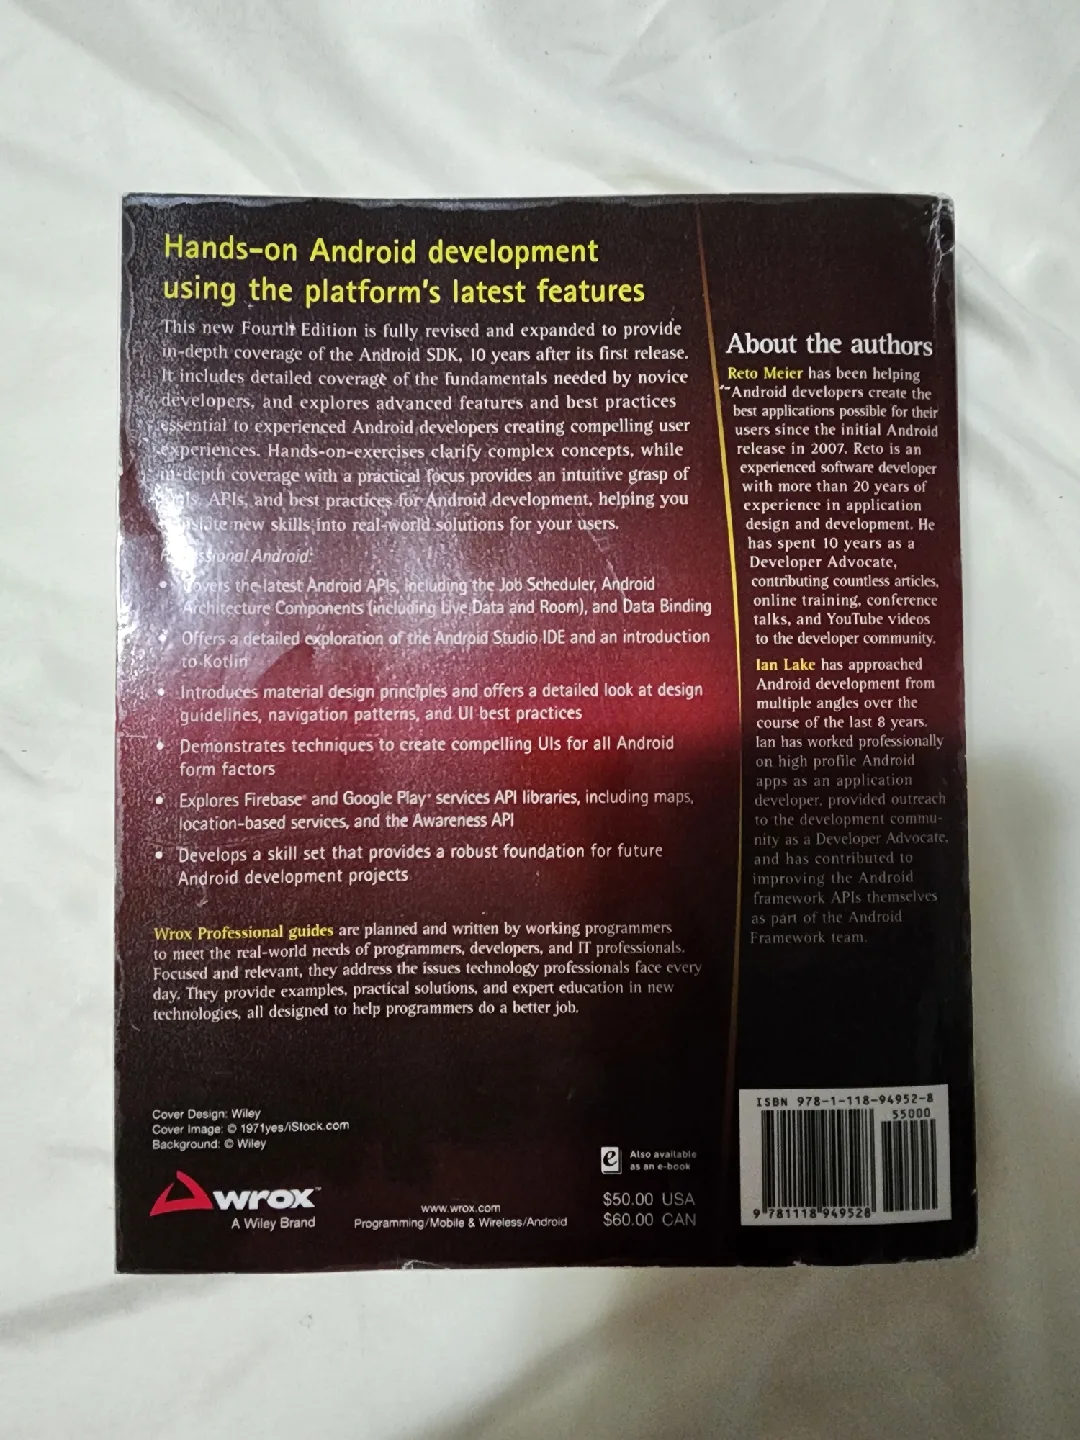 Hands-on Android development
using the platform's latest features
This new Fourth Edition is fully revised and expanded to provide
in-depth coverage of the Android SDK, 10 years after its first release.
It includes detailed coverage of the fundamentals needed by novice
developers, and explores advanced features and best practices
essential to experienced Android developers creating compelling user
experiences. Hands-on-exercises clarify complex concepts, while
in-depth coverage with a practical focus provides an intuitive grasp of
APIs, and best practices for Android development, helping you
new skills into real-world solutions for your users.
Professional Android:
• Covers the latest Android APIs, including the Job Scheduler, Android
Architecture Components (including Live Data and Room), and Data Binding
• Offers a detailed exploration of the Android Studio IDE and an introduction
to Kotlin
• Introduces material design principles and offers a detailed look at design
guidelines, navigation patterns, and UI best practices
• Demonstrates techniques to create compelling UIs for all Android
form factors
• Explores Firebase® and Google Play® services API libraries, including maps,
location-based services, and the Awareness API
• Develops a skill set that provides a robust foundation for future
Android development projects
Wrox Professional guides are planned and written by working programmers
to meet the real-world needs of programmers, developers, and IT professionals.
Focused and relevant, they address the issues technology professionals face every
day. They provide examples, practical solutions, and expert education in new
technologies, all designed to help programmers do a better job.
Cover Design: Wiley
Cover Image: © 1971yes/iStock.com
Background: © Wiley
wrox™
A Wiley Brand
www.wrox.com
Programming/Mobile & Wireless/Android
e
Also available
as an e-book
$50.00 USA
$60.00 CAN
About the authors
Reto Meier has been helping
Android developers create the
best applications possible for their
users since the initial Android
release in 2007. Reto is an
experienced software developer
with more than 20 years of
experience in application
design and development. He
has spent 10 years as a
Developer Advocate,
contributing countless articles,
online training, conference
talks, and YouTube videos
to the developer community.
Ian Lake has approached
Android development from
multiple angles over the
course of the last 8 years.
Ian has worked professionally
on high profile Android
apps as an application
developer, provided outreach
to the development commu-
nity as a Developer Advocate,
and has contributed to
improving the Android
framework APIs themselves
as part of the Android
Framework team.
ISBN 978-1-118-94952-8
55000
9 781118 949528